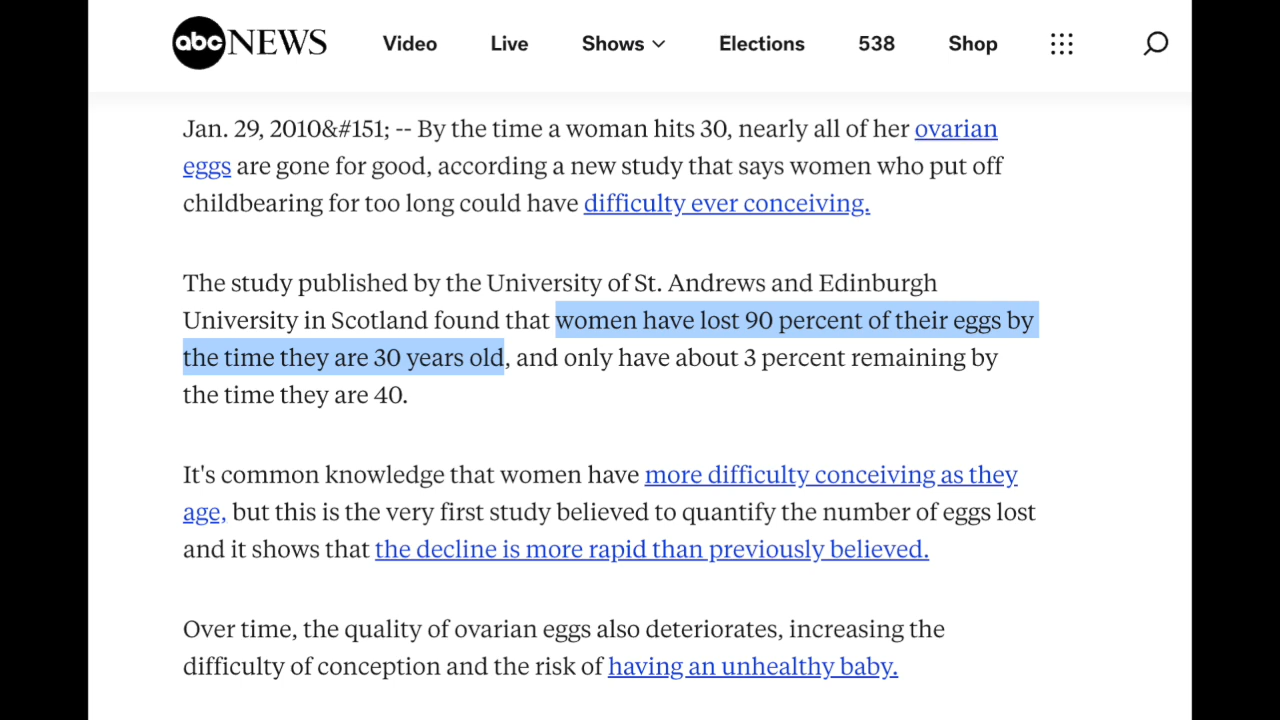 abc NEWS Video Live Shows Elections 538 Shop
Jan. 29, 2010&#151; -- By the time a woman hits 30, nearly all of her ovarian
eggs are gone for good, according a new study that says women who put off
childbearing for too long could have difficulty ever conceiving.
The study published by the University of St. Andrews and Edinburgh
University in Scotland found that women have lost 90 percent of their eggs by
the time they are 30 years old, and only have about 3 percent remaining by
the time they are 40.
It's common knowledge that women have more difficulty conceiving as they
age, but this is the very first study believed to quantify the number of eggs lost
and it shows that the decline is more rapid than previously believed.
Over time, the quality of ovarian eggs also deteriorates, increasing the
difficulty of conception and the risk of having an unhealthy baby.